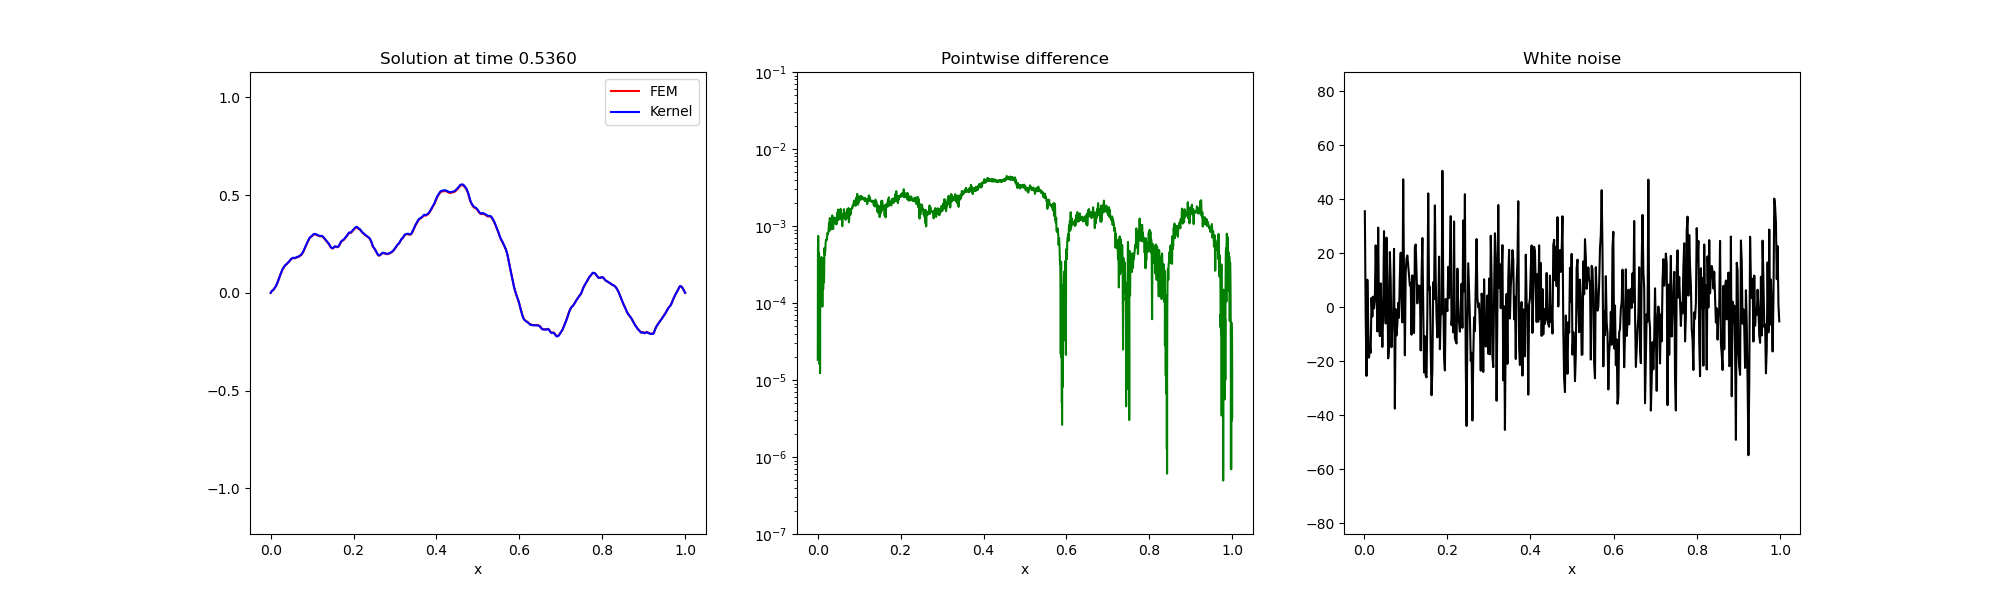 Solution at time 0.5360
1.0
0.5
0.0
−0.5
−1.0
0.0 0.2 0.4 0.6 0.8 1.0
x
FEM
Kernel
Pointwise difference
10⁻¹
10⁻²
10⁻³
10⁻⁴
10⁻⁵
10⁻⁶
10⁻⁷
0.0 0.2 0.4 0.6 0.8 1.0
x
White noise
80
60
40
20
0
−20
−40
−60
−80
0.0 0.2 0.4 0.6 0.8 1.0
x